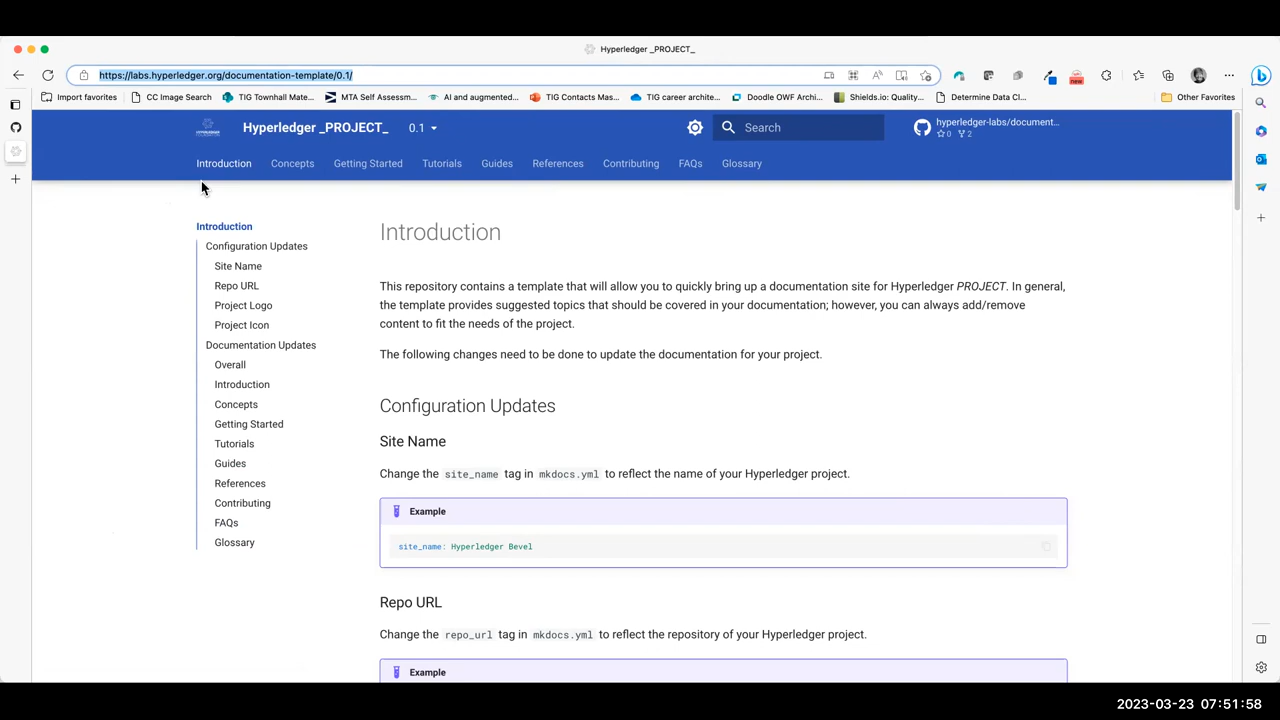 Hyperledger _PROJECT_
https://labs.hyperledger.org/documentation-template/0.1/
Import favorites
CC Image Search
TIG Townhall Mate...
MTA Self Assessm...
AI and augmented...
TIG Contacts Mas...
TIG career archite...
Doodle OWF Archi...
Shields.io: Quality...
Determine Data Cl...
Other Favorites
new
Hyperledger _PROJECT_ 0.1
Search
hyperledger-labs/document...
0 2
Introduction Concepts Getting Started Tutorials Guides References Contributing FAQs Glossary
Introduction
Configuration Updates
Site Name
Repo URL
Project Logo
Project Icon
Documentation Updates
Overall
Introduction
Concepts
Getting Started
Tutorials
Guides
References
Contributing
FAQs
Glossary
Introduction
This repository contains a template that will allow you to quickly bring up a documentation site for Hyperledger PROJECT. In general,
the template provides suggested topics that should be covered in your documentation; however, you can always add/remove
content to fit the needs of the project.
The following changes need to be done to update the documentation for your project.
Configuration Updates
Site Name
Change the site_name tag in mkdocs.yml to reflect the name of your Hyperledger project.
Example
site_name: Hyperledger Bevel
Repo URL
Change the repo_url tag in mkdocs.yml to reflect the repository of your Hyperledger project.
Example
2023-03-23 07:51:58